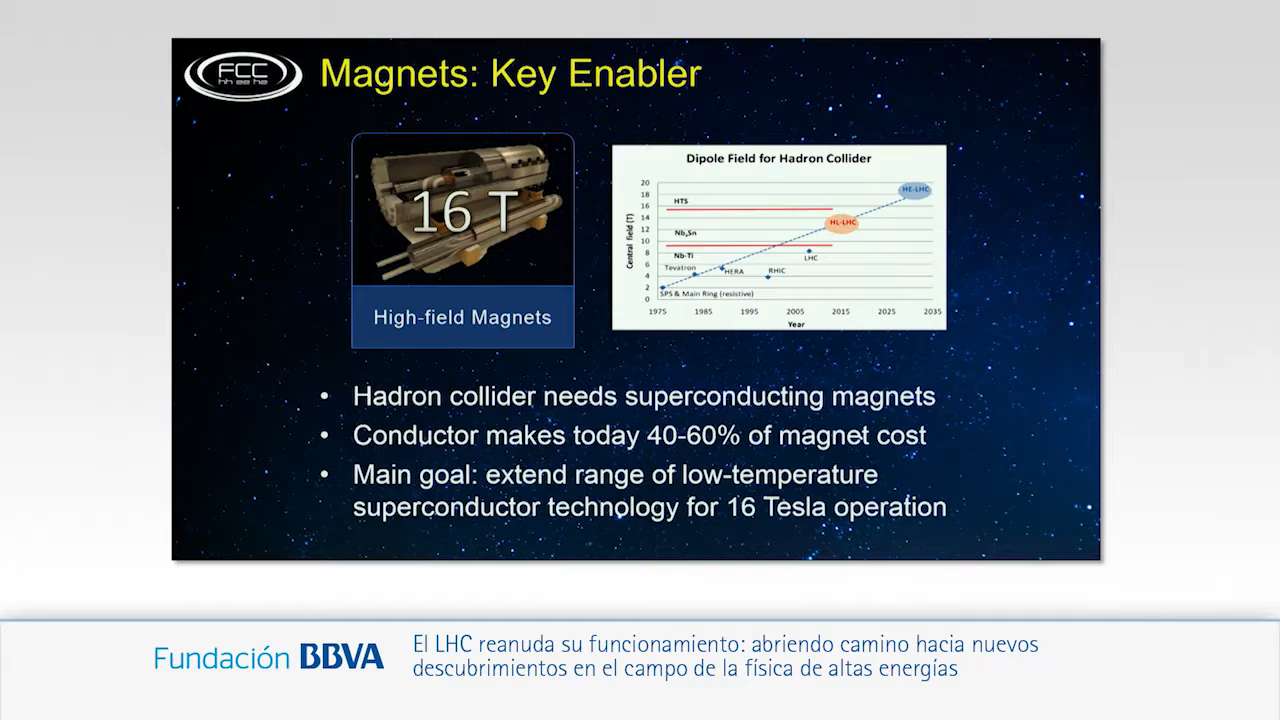 FCC
hh ee he
Magnets: Key Enabler
16 T
High-field Magnets
Dipole Field for Hadron Collider
Central field (T)
20
18
16
14
12
10
8
6
4
2
0
HTS
Nb₃Sn
Nb-Ti
Tevatron
HERA
RHIC
LHC
HL-LHC
HE-LHC
SPS & Main Ring (resistive)
1975 1985 1995 2005 2015 2025 2035
Year
• Hadron collider needs superconducting magnets
• Conductor makes today 40-60% of magnet cost
• Main goal: extend range of low-temperature
superconductor technology for 16 Tesla operation
Fundación BBVA
El LHC reanuda su funcionamiento: abriendo camino hacia nuevos
descubrimientos en el campo de la física de altas energías